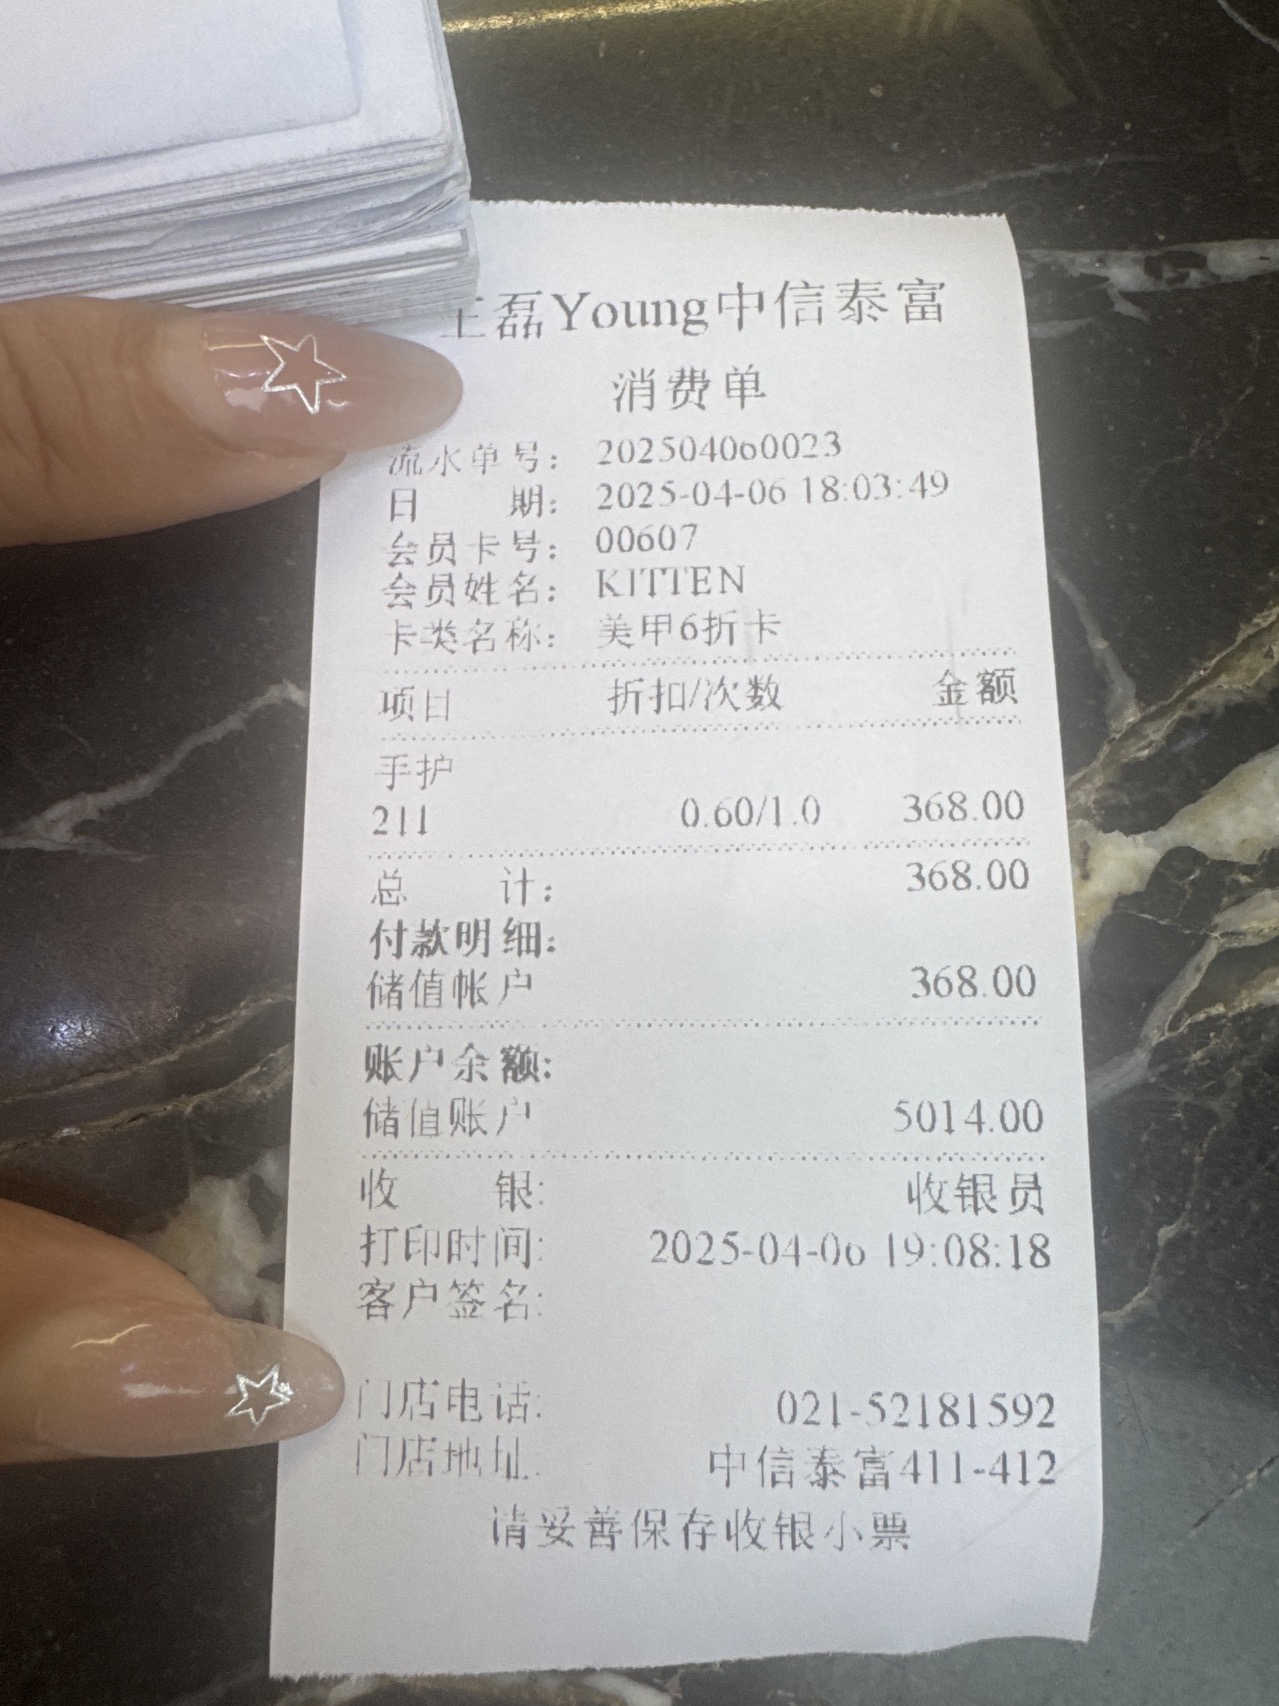 王磊Young中信泰富
消费单
流水单号: 202504060023
日 期: 2025-04-06 18:03:49
会员卡号: 00607
会员姓名: KITTEN
卡类名称: 美甲6折卡
项目 折扣/次数 金额
手护
211 0.60/1.0 368.00
总 计: 368.00
付款明细:
储值帐户 368.00
账户余额:
储值账户 5014.00
收 银: 收银员
打印时间: 2025-04-06 19:08:18
客户签名:
门店电话: 021-52181592
门店地址: 中信泰富411-412
请妥善保存收银小票